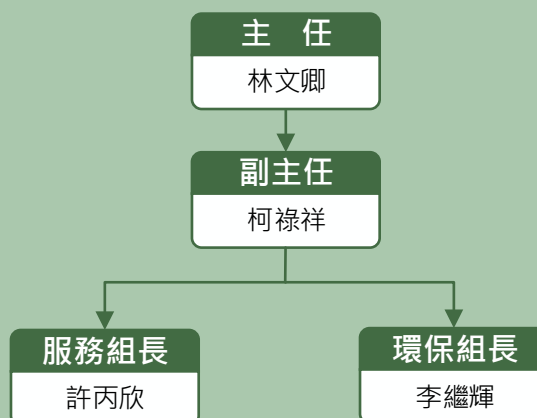 主　任
林文卿
副主任
柯祿祥
服務組長
許丙欣
環保組長
李繼輝